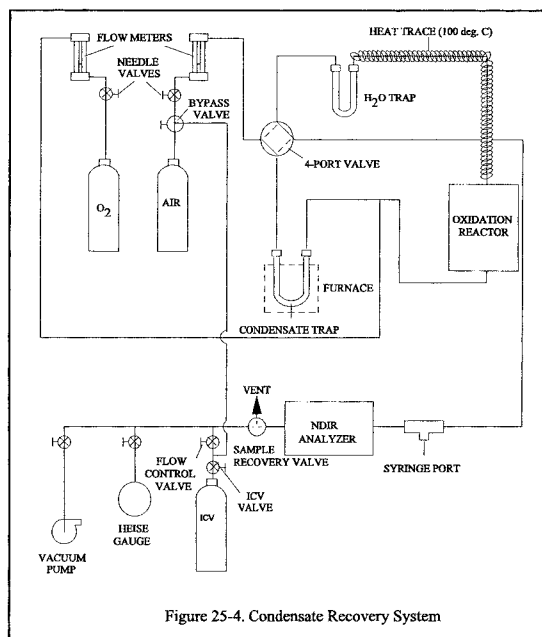 HEAT TRACE (100 deg. C)
FLOW METERS
NEEDLE
VALVES
H2O TRAP
BYPASS
VALVE
4-PORT VALVE
O2
AIR
OXIDATION
REACTOR
FURNACE
CONDENSATE TRAP
VENT
NDIR
ANALYZER
SAMPLE
RECOVERY VALVE
SYRINGE PORT
FLOW
CONTROL
VALVE
ICV
VALVE
ICV
HEISE
GAUGE
VACUUM
PUMP
Figure 25-4. Condensate Recovery System